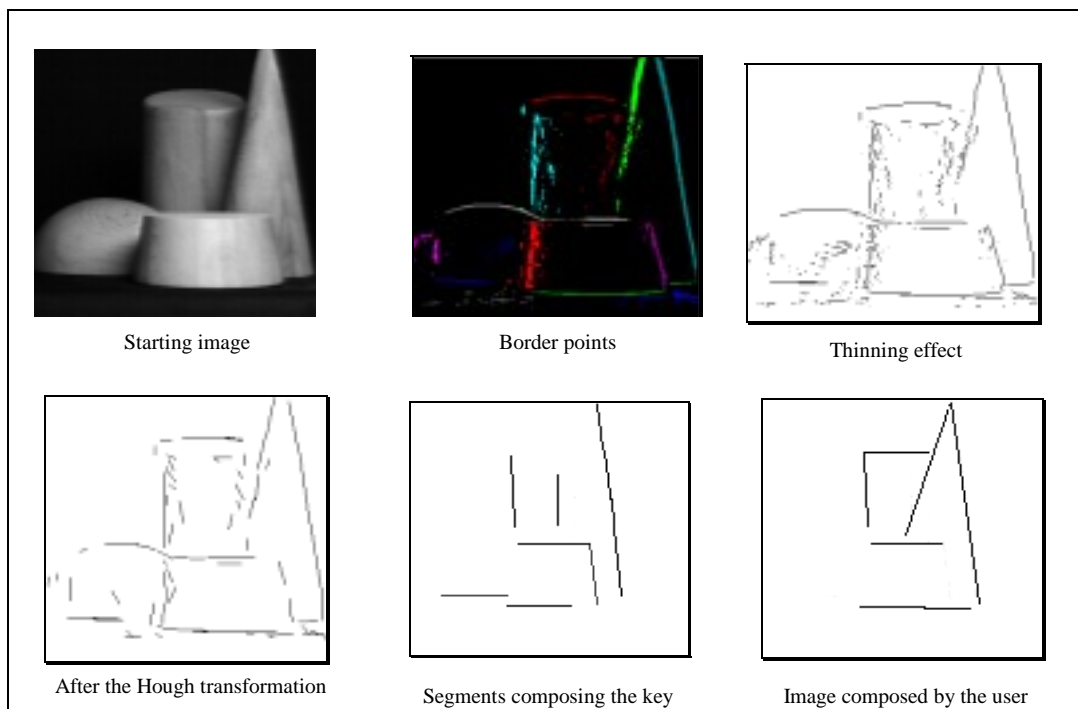 Starting image
Border points
Thinning effect
After the Hough transformation
Segments composing the key
Image composed by the user